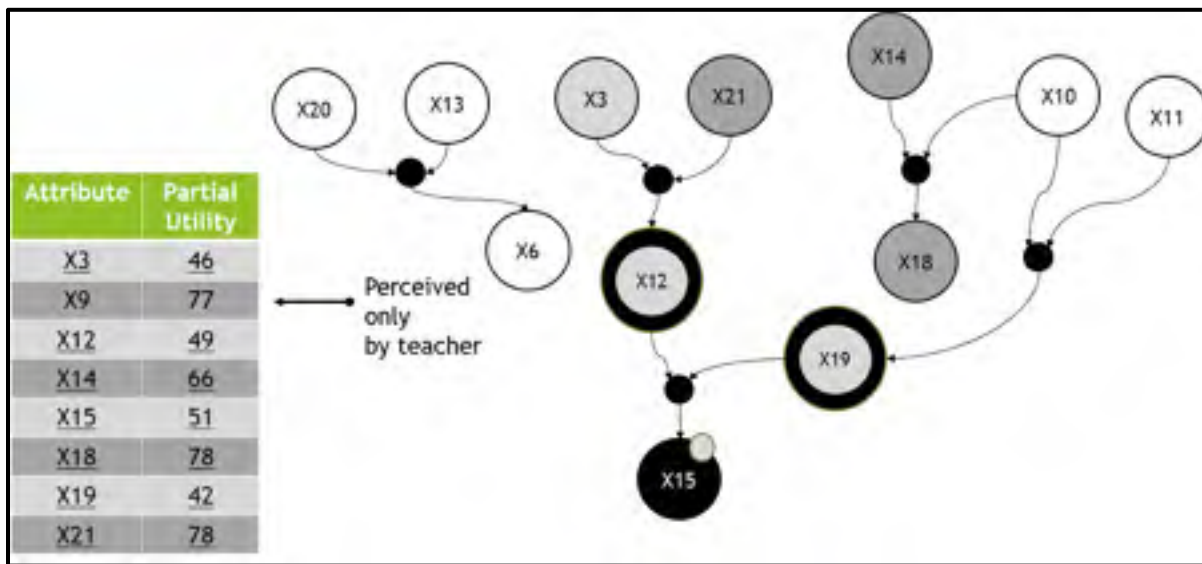 X14
X20
X13
X3
X21
X10
X11
Attribute Partial Utility
X3 46
X9 77
X12 49
X14 66
X15 51
X18 78
X19 42
X21 78
Perceived
only
by teacher
X6
X12
X18
X19
X15